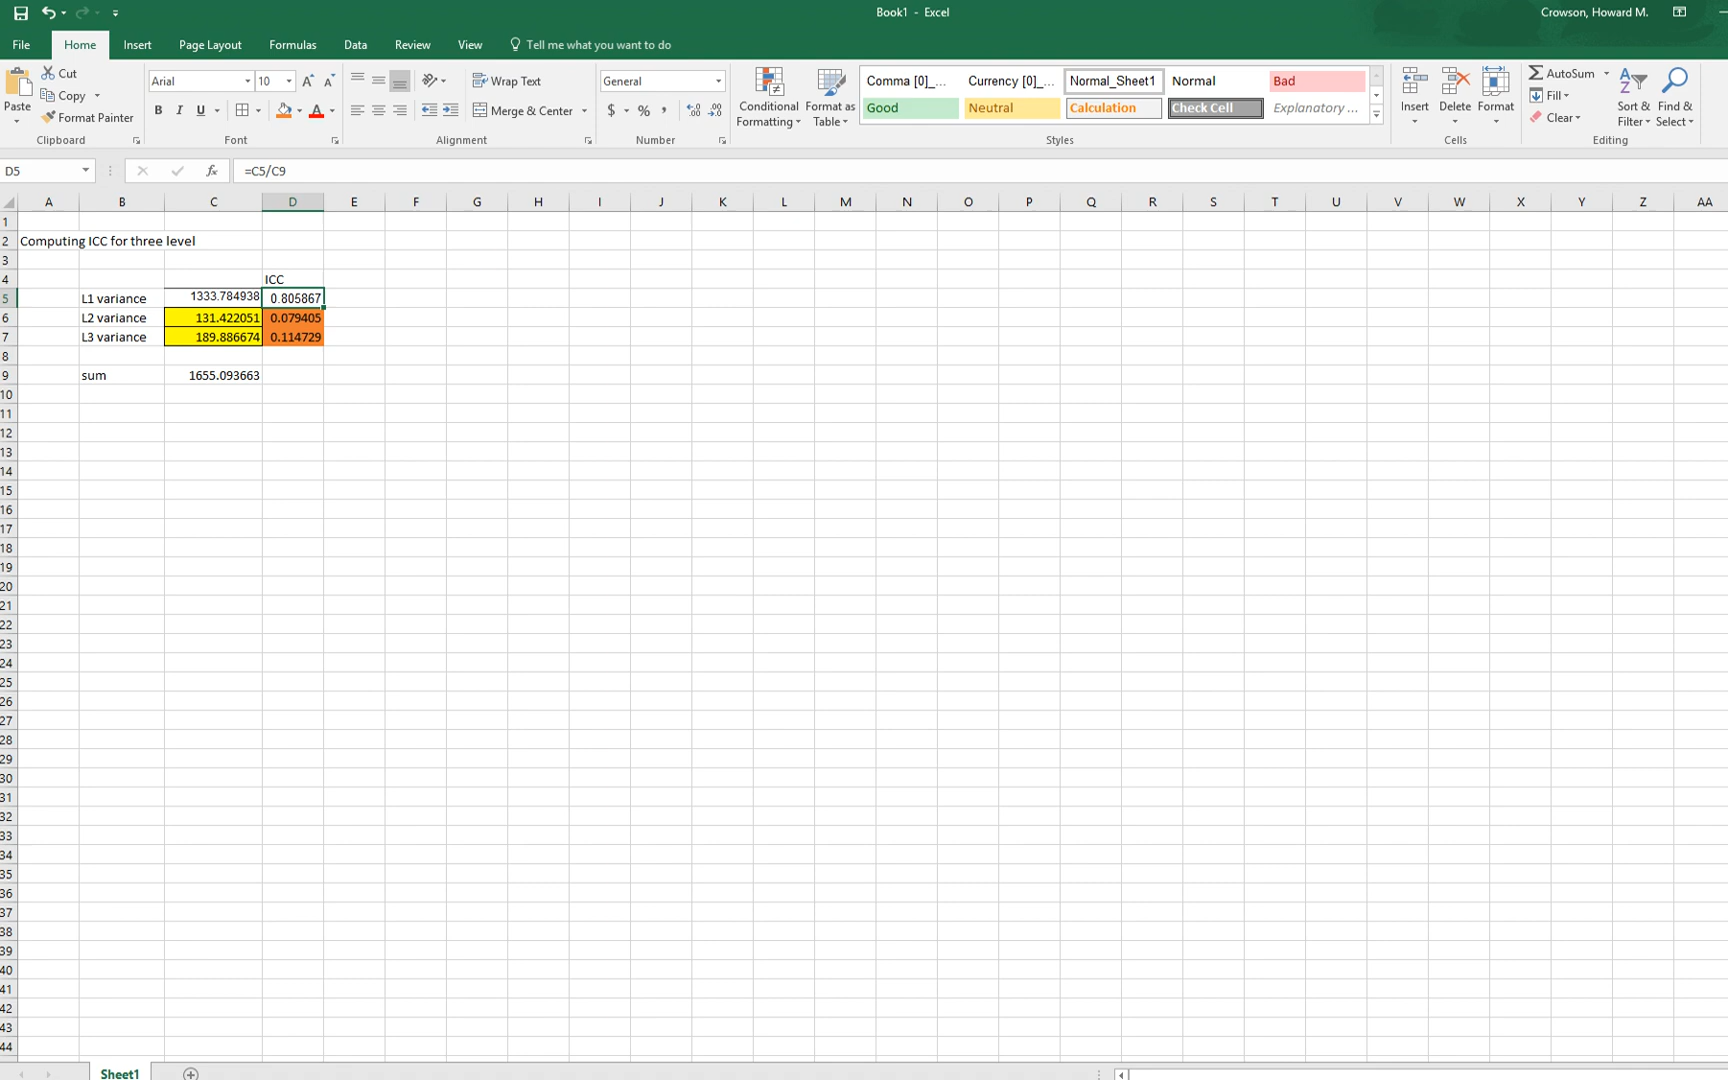 Book1 - Excel
Crowson, Howard M.
File Home Insert Page Layout Formulas Data Review View Tell me what you want to do
Cut
Copy
Format Painter
Paste
Clipboard
Arial 10
B I U
Font
Wrap Text
Merge & Center
Alignment
General
$ % ,
Number
Conditional Formatting
Format as Table
Comma [0]_... Currency [0]_... Normal_Sheet1 Normal Bad
Good Neutral Calculation Check Cell Explanatory ...
Styles
Insert Delete Format
Cells
AutoSum
Fill
Clear
Sort & Filter
Find & Select
Editing
D5 fx =C5/C9
A B C D E F G H I J K L M N O P Q R S T U V W X Y Z AA
1
2 Computing ICC for three level
3
4 ICC
5 L1 variance 1333.784938 0.805867
6 L2 variance 131.422051 0.079405
7 L3 variance 189.886674 0.114729
8
9 sum 1655.093663
10
11
12
13
14
15
16
17
18
19
20
21
22
23
24
25
26
27
28
29
30
31
32
33
34
35
36
37
38
39
40
41
42
43
44
Sheet1